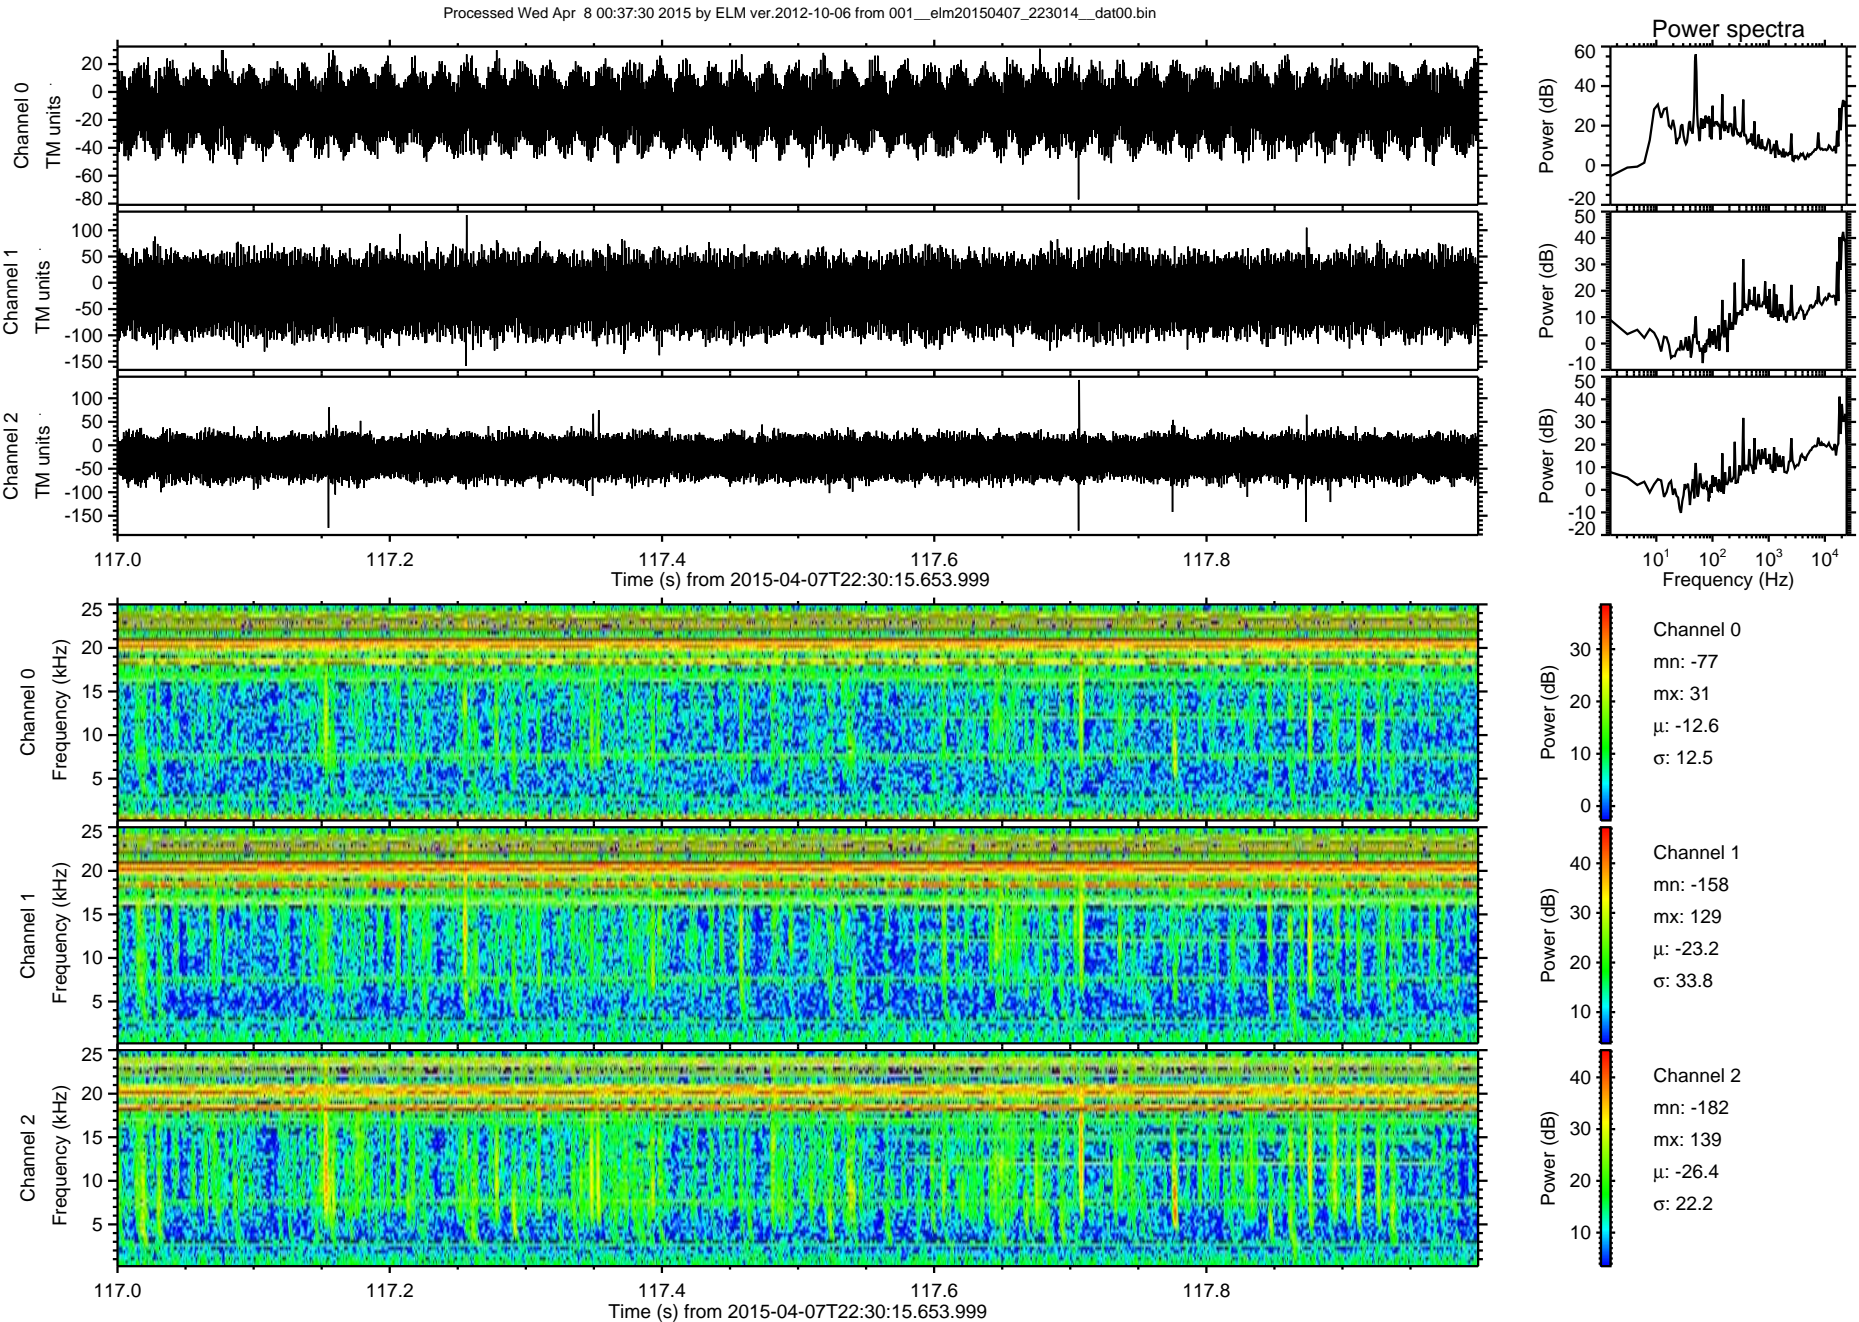 Processed Wed Apr  8 00:37:30 2015 by ELM ver.2012-10-06 from 001__elm20150407_223014__dat00.bin
Power spectra
Channel 0
TM units
20
0
-20
-40
-60
-80
Power (dB)
60
40
20
0
-20
Channel 1
TM units
100
50
0
-50
-100
-150
Power (dB)
50
40
30
20
10
0
-10
Channel 2
TM units
100
50
0
-50
-100
-150
Power (dB)
50
40
30
20
10
0
-10
-20
117.0 117.2 117.4 117.6 117.8
Time (s) from 2015-04-07T22:30:15.653.999
10¹ 10² 10³ 10⁴
Frequency (Hz)
Channel 0
Frequency (kHz)
25
20
15
10
5
Power (dB)
30
20
10
0
Channel 0
mn: -77
mx: 31
μ: -12.6
σ: 12.5
Channel 1
Frequency (kHz)
25
20
15
10
5
Power (dB)
40
30
20
10
Channel 1
mn: -158
mx: 129
μ: -23.2
σ: 33.8
Channel 2
Frequency (kHz)
25
20
15
10
5
Power (dB)
40
30
20
10
Channel 2
mn: -182
mx: 139
μ: -26.4
σ: 22.2
117.0 117.2 117.4 117.6 117.8
Time (s) from 2015-04-07T22:30:15.653.999